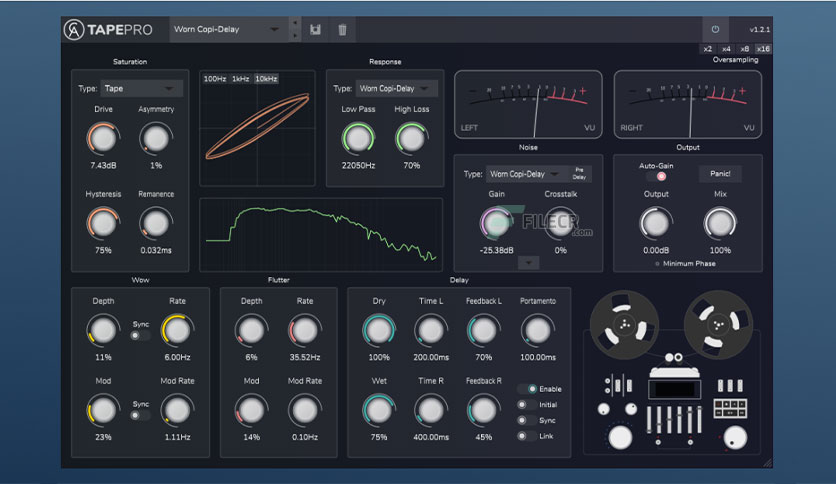 TAPEPRO
Worn Copi-Delay
v1.2.1
x2 x4 x8 x16
Oversampling
Saturation
Type: Tape
Drive Asymmetry
7.43dB 1%
Hysteresis Remanence
75% 0.032ms
100Hz 1kHz 10kHz
Response
Type: Worn Copi-Delay
Low Pass High Loss
22050Hz 70%
LEFT VU
RIGHT VU
Noise
Type: Worn Copi-Delay Pre Delay
Gain Crosstalk
-25.38dB 0%
FILECR
.com
Output
Auto-Gain Panic!
Output Mix
0.00dB 100%
Minimum Phase
Wow
Depth Sync Rate
11% 6.00Hz
Mod Sync Mod Rate
23% 1.11Hz
Flutter
Depth Rate
6% 35.52Hz
Mod Mod Rate
14% 0.10Hz
Delay
Dry Time L Feedback L Portamento
100% 200.00ms 70% 100.00ms
Wet Time R Feedback R
75% 400.00ms 45%
Enable
Initial
Sync
Link